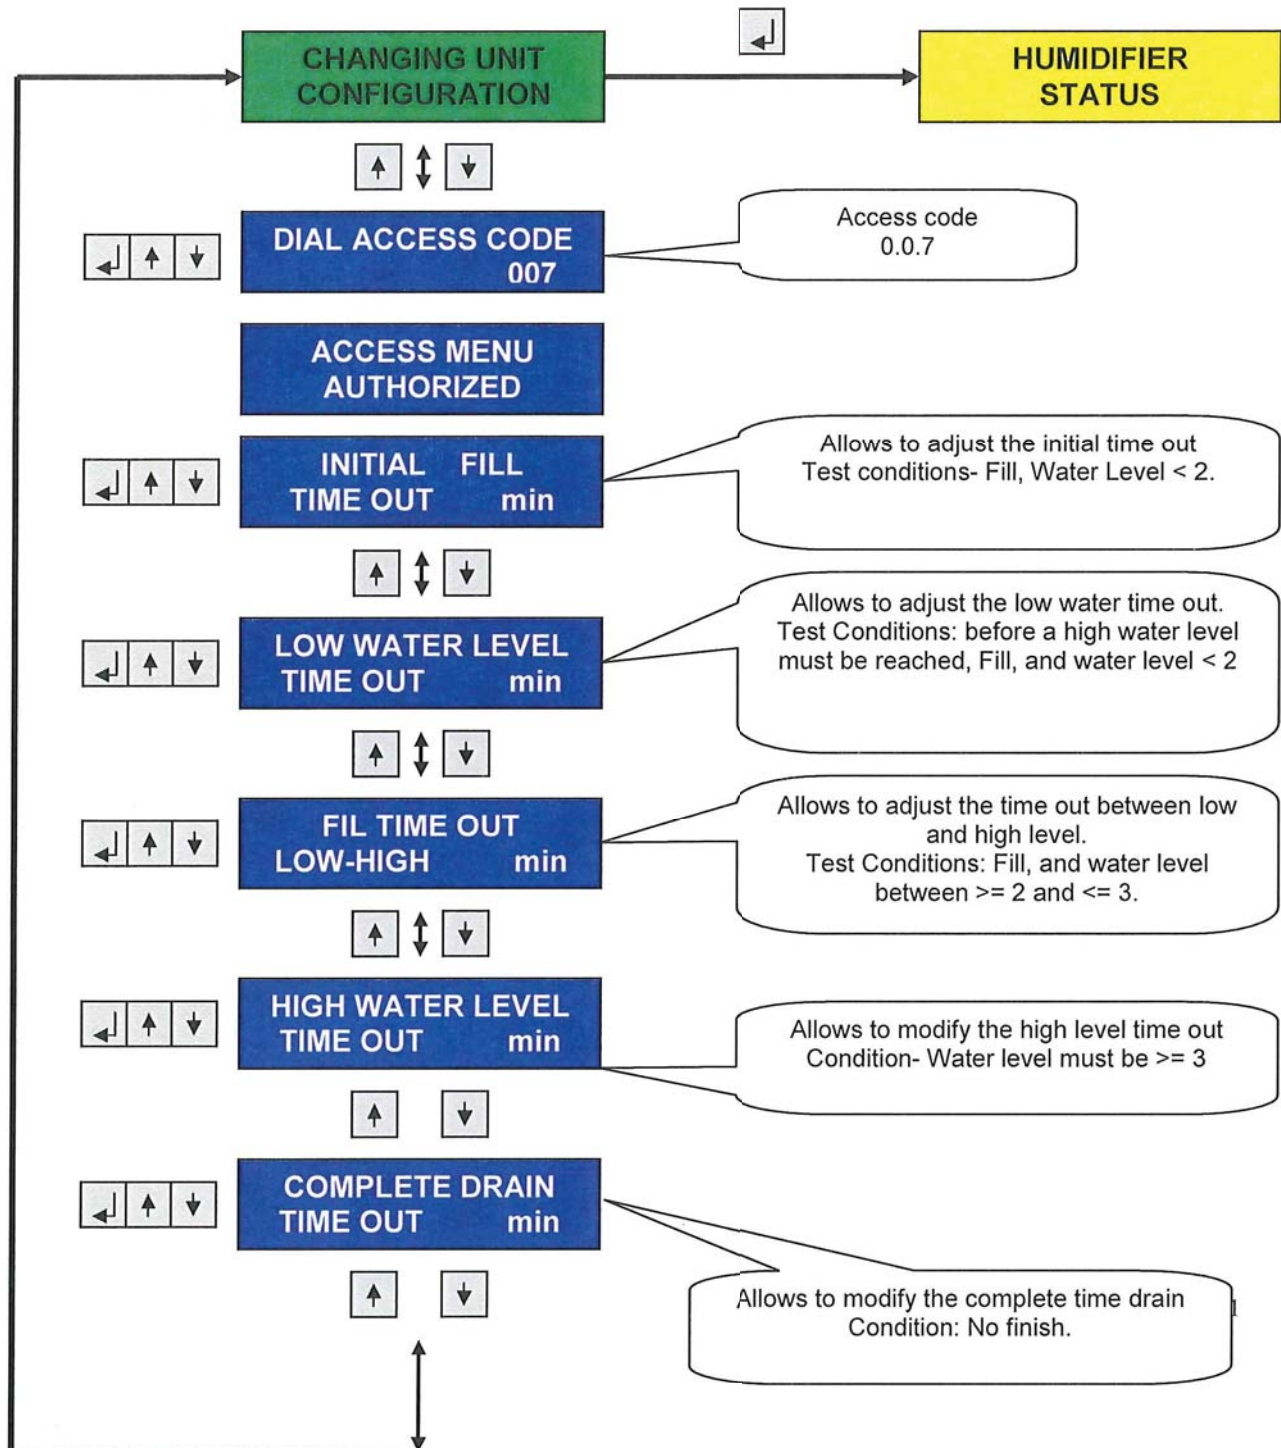 CHANGING UNIT
CONFIGURATION
HUMIDIFIER
STATUS
DIAL ACCESS CODE
007
Access code
0.0.7
ACCESS MENU
AUTHORIZED
INITIAL FILL
TIME OUT min
Allows to adjust the initial time out
Test conditions- Fill, Water Level < 2.
LOW WATER LEVEL
TIME OUT min
Allows to adjust the low water time out.
Test Conditions: before a high water level
must be reached, Fill, and water level < 2
FIL TIME OUT
LOW-HIGH min
Allows to adjust the time out between low
and high level.
Test Conditions: Fill, and water level
between >= 2 and <= 3.
HIGH WATER LEVEL
TIME OUT min
Allows to modify the high level time out
Condition- Water level must be >= 3
COMPLETE DRAIN
TIME OUT min
Allows to modify the complete time drain
Condition: No finish.